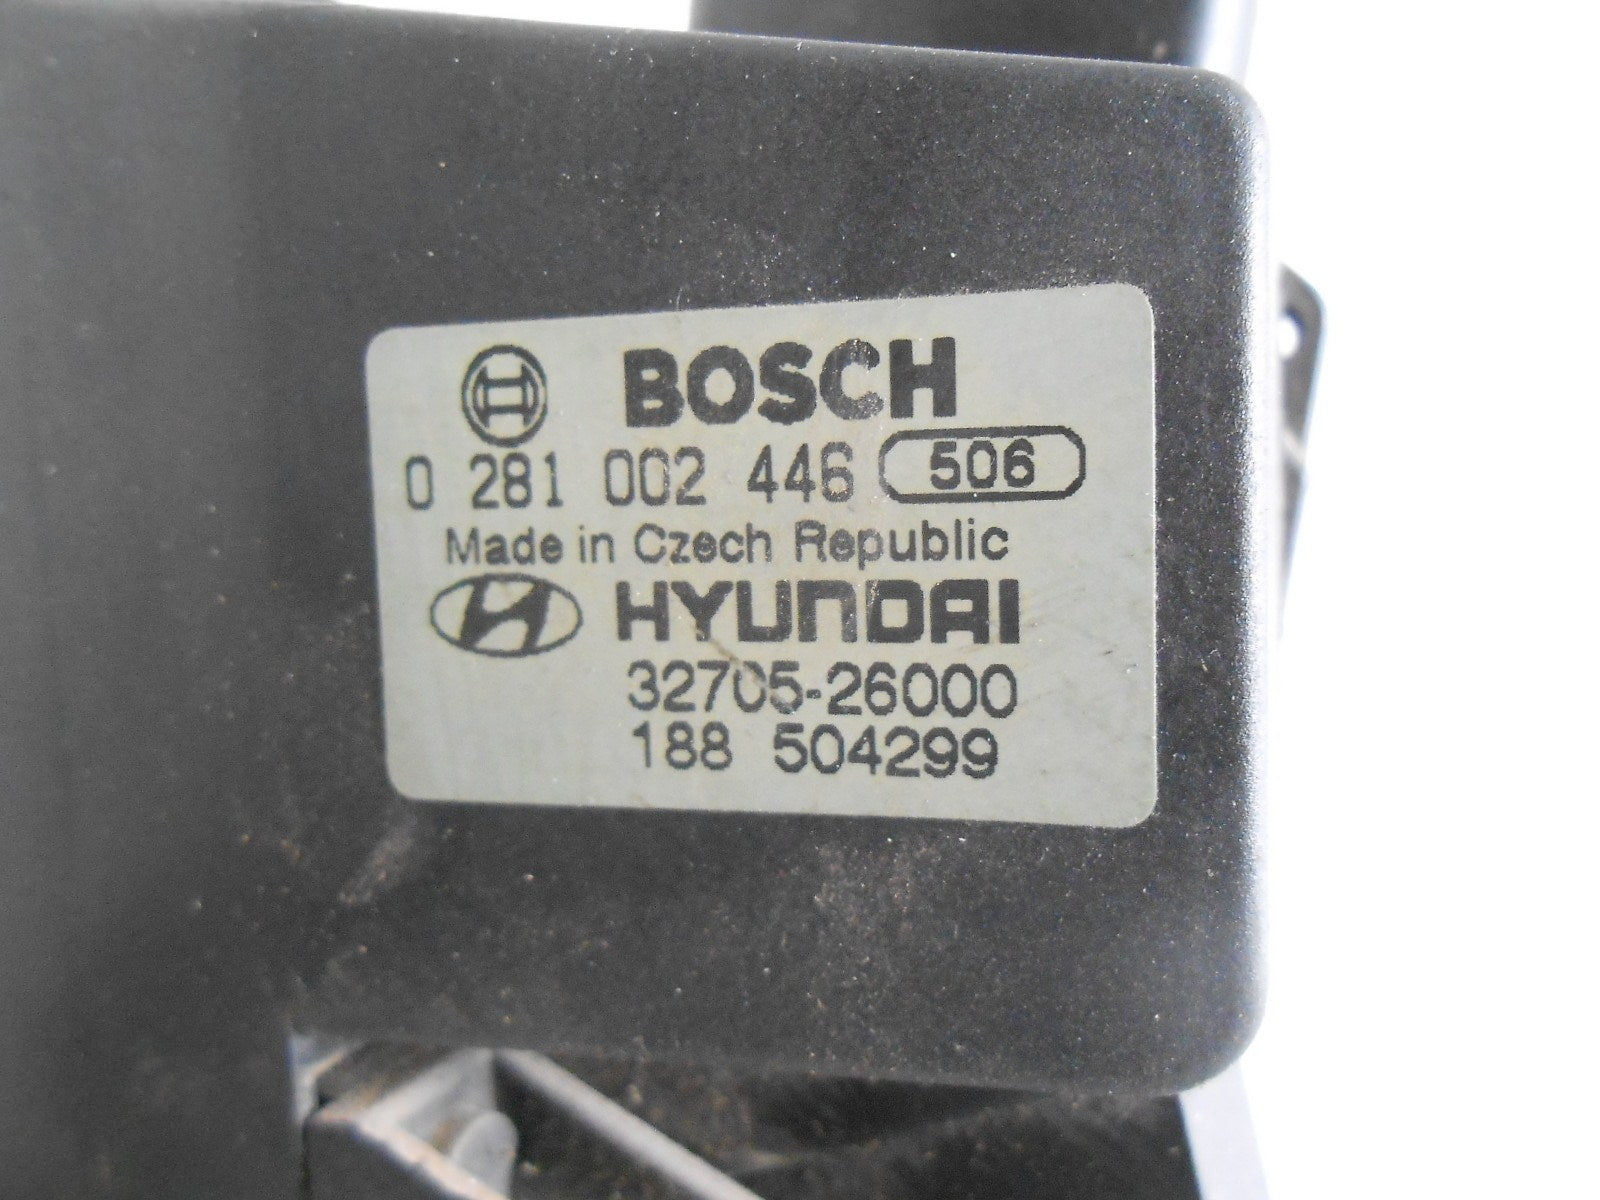 BOSCH
0 281 002 446 506
Made in Czech Republic
HYUNDAI
32705-26000
188 504299